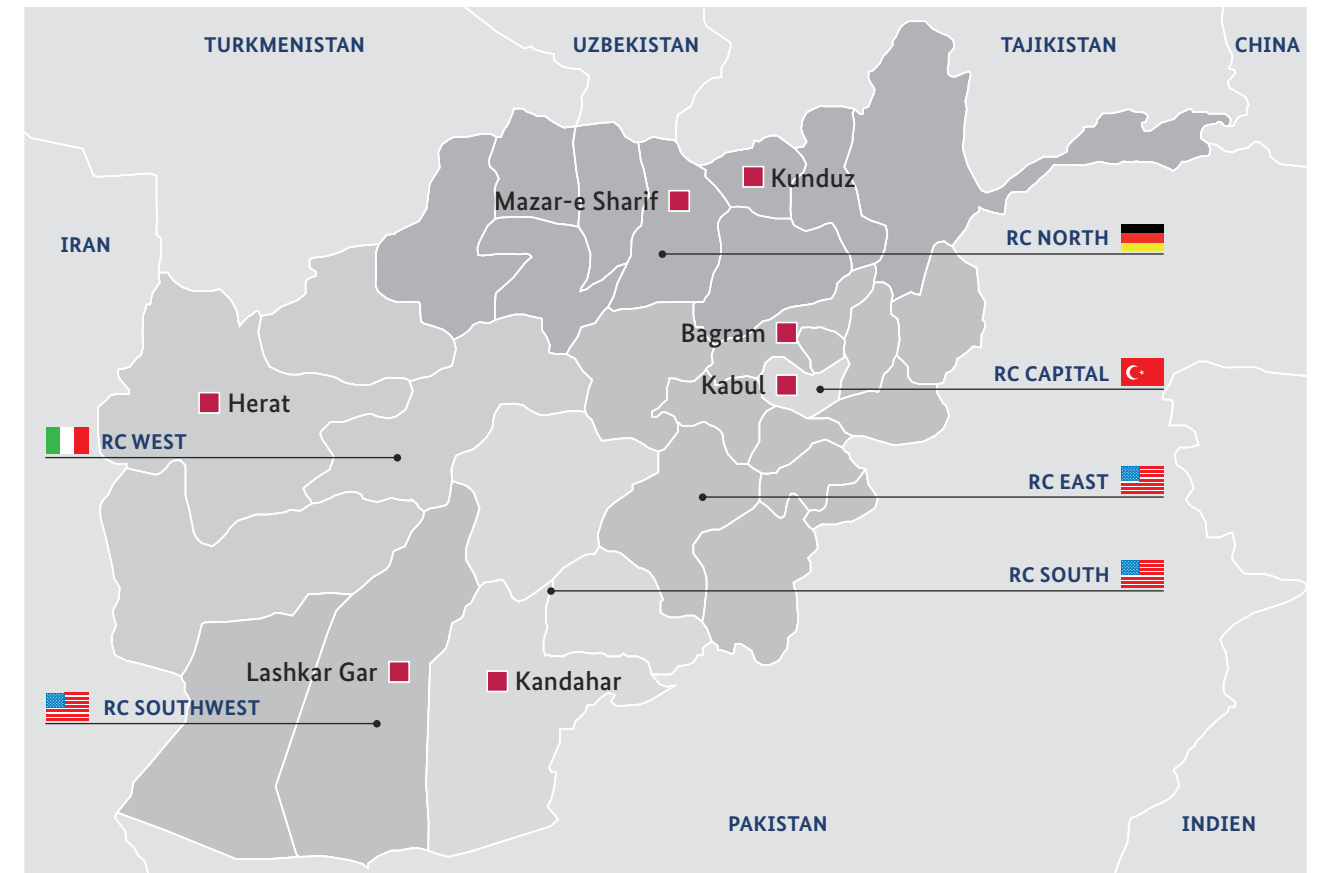 TURKMENISTAN
UZBEKISTAN
TAJIKISTAN
CHINA
Kunduz
Mazar-e Sharif
IRAN
RC NORTH
Bagram
RC CAPITAL
Kabul
Herat
RC WEST
RC EAST
RC SOUTH
Lashkar Gar
Kandahar
RC SOUTHWEST
PAKISTAN
INDIEN